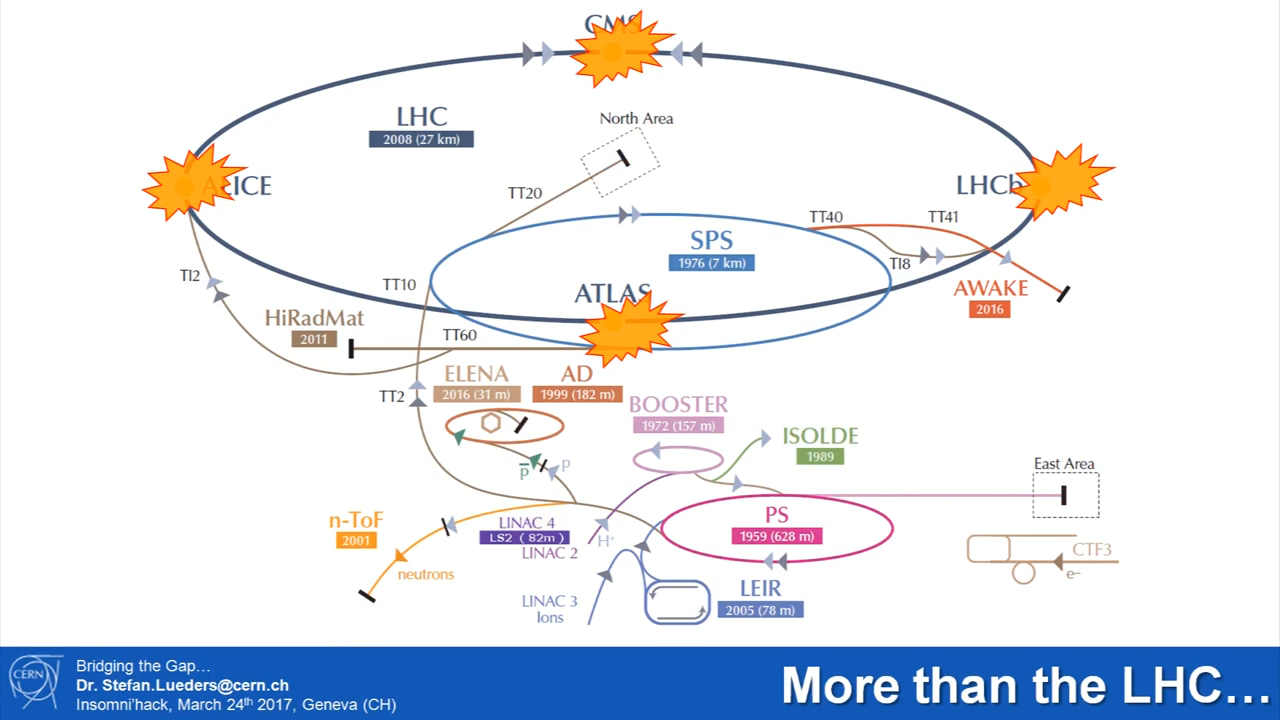 CMS
LHC
2008 (27 km)
North Area
TT20
ALICE
LHCb
TT40
TT41
SPS
1976 (7 km)
TI8
TI2
TT10
ATLAS
AWAKE
2016
HiRadMat
2011
TT60
ELENA
2016 (31 m)
AD
1999 (182 m)
TT2
BOOSTER
1972 (157 m)
ISOLDE
1989
p̅
p
East Area
n-ToF
2001
LINAC 4
LS2 ( 82m )
LINAC 2
H⁺
PS
1959 (628 m)
CTF3
e–
neutrons
LINAC 3
Ions
LEIR
2005 (78 m)
CERN
Bridging the Gap…
Dr. Stefan.Lueders@cern.ch
Insomni’hack, March 24th 2017, Geneva (CH)
More than the LHC…